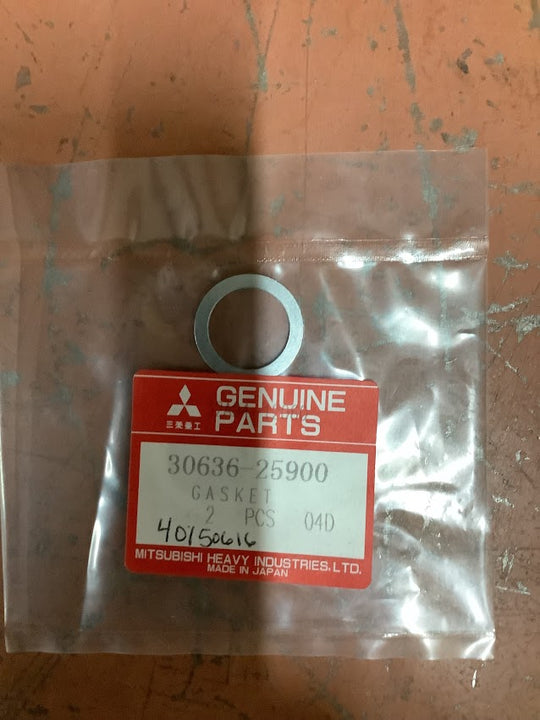 GENUINE
PARTS
三菱重工
30636-25900
GASKET
2 PCS 04D
40150616
MITSUBISHI HEAVY INDUSTRIES, LTD.
MADE IN JAPAN